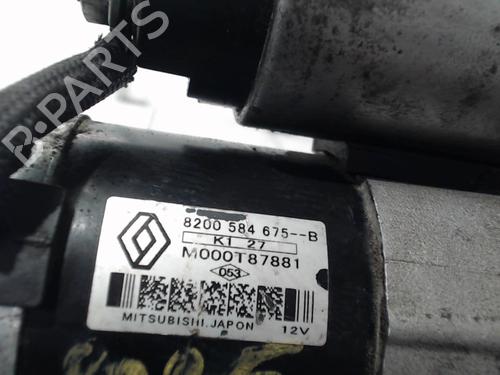 B-PARTS
8200 584 675--B
K1 27
M000T87881
053
MITSUBISHI.JAPON 12V